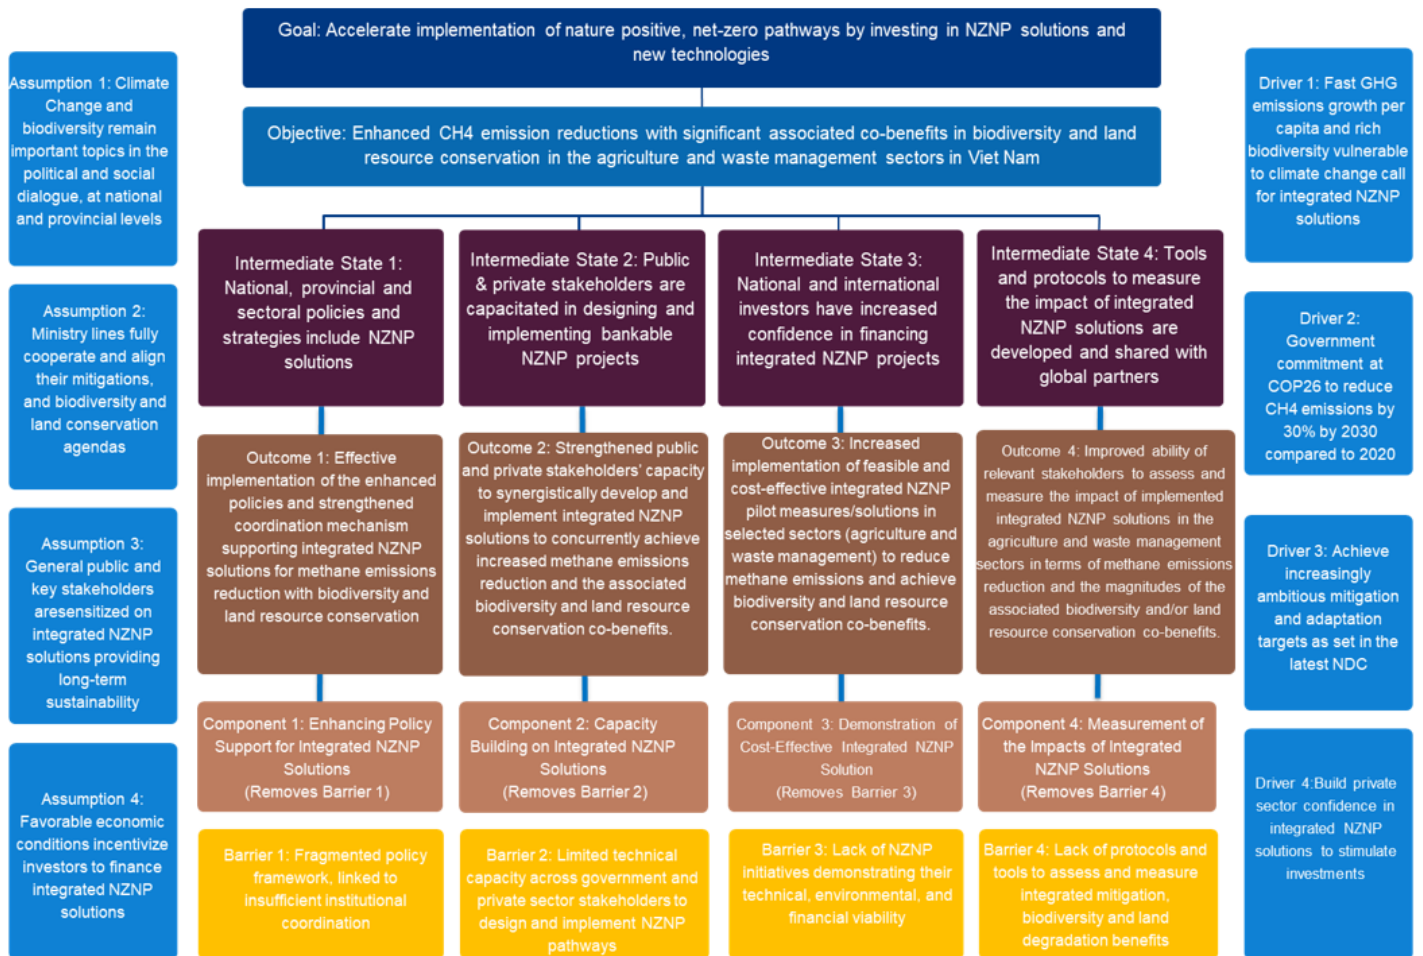 Goal: Accelerate implementation of nature positive, net-zero pathways by investing in NZNP solutions and
new technologies
Objective: Enhanced CH4 emission reductions with significant associated co-benefits in biodiversity and land
resource conservation in the agriculture and waste management sectors in Viet Nam
Assumption 1: Climate
Change and
biodiversity remain
important topics in the
political and social
dialogue, at national
and provincial levels
Assumption 2:
Ministry lines fully
cooperate and align
their mitigations,
and biodiversity and
land conservation
agendas
Assumption 3:
General public and
key stakeholders
aresensitized on
integrated NZNP
solutions providing
long-term
sustainability
Assumption 4:
Favorable economic
conditions incentivize
investors to finance
integrated NZNP
solutions
Intermediate State 1:
National, provincial and
sectoral policies and
strategies include NZNP
solutions
Intermediate State 2: Public
& private stakeholders are
capacitated in designing and
implementing bankable
NZNP projects
Intermediate State 3:
National and international
investors have increased
confidence in financing
integrated NZNP projects
Intermediate State 4: Tools
and protocols to measure
the impact of integrated
NZNP solutions are
developed and shared with
global partners
Outcome 1: Effective
implementation of the enhanced
policies and strengthened
coordination mechanism
supporting integrated NZNP
solutions for methane emissions
reduction with biodiversity and
land resource conservation
Outcome 2: Strengthened public
and private stakeholders' capacity
to synergistically develop and
implement integrated NZNP
solutions to concurrently achieve
increased methane emissions
reduction and the associated
biodiversity and land resource
conservation co-benefits.
Outcome 3: Increased
implementation of feasible and
cost-effective integrated NZNP
pilot measures/solutions in
selected sectors (agriculture and
waste management) to reduce
methane emissions and achieve
biodiversity and land resource
conservation co-benefits.
Outcome 4: Improved ability of
relevant stakeholders to assess and
measure the impact of implemented
integrated NZNP solutions in the
agriculture and waste management
sectors in terms of methane emissions
reduction and the magnitudes of the
associated biodiversity and/or land
resource conservation co-benefits.
Component 1: Enhancing Policy
Support for Integrated NZNP
Solutions
(Removes Barrier 1)
Component 2: Capacity
Building on Integrated NZNP
Solutions
(Removes Barrier 2)
Component 3: Demonstration of
Cost-Effective Integrated NZNP
Solution
(Removes Barrier 3)
Component 4: Measurement of
the Impacts of Integrated
NZNP Solutions
(Removes Barrier 4)
Barrier 1: Fragmented policy
framework, linked to
insufficient institutional
coordination
Barrier 2: Limited technical
capacity across government and
private sector stakeholders to
design and implement NZNP
pathways
Barrier 3: Lack of NZNP
initiatives demonstrating their
technical, environmental, and
financial viability
Barrier 4: Lack of protocols and
tools to assess and measure
integrated mitigation,
biodiversity and land
degradation benefits
Driver 1: Fast GHG
emissions growth per
capita and rich
biodiversity vulnerable
to climate change call
for integrated NZNP
solutions
Driver 2:
Government
commitment at
COP26 to reduce
CH4 emissions by
30% by 2030
compared to 2020
Driver 3: Achieve
increasingly
ambitious mitigation
and adaptation
targets as set in the
latest NDC
Driver 4:Build private
sector confidence in
integrated NZNP
solutions to stimulate
investments